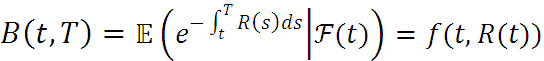 B(t,T) = 𝔼(e^{-∫_t^T R(s)ds}|ℱ(t)) = f(t,R(t))